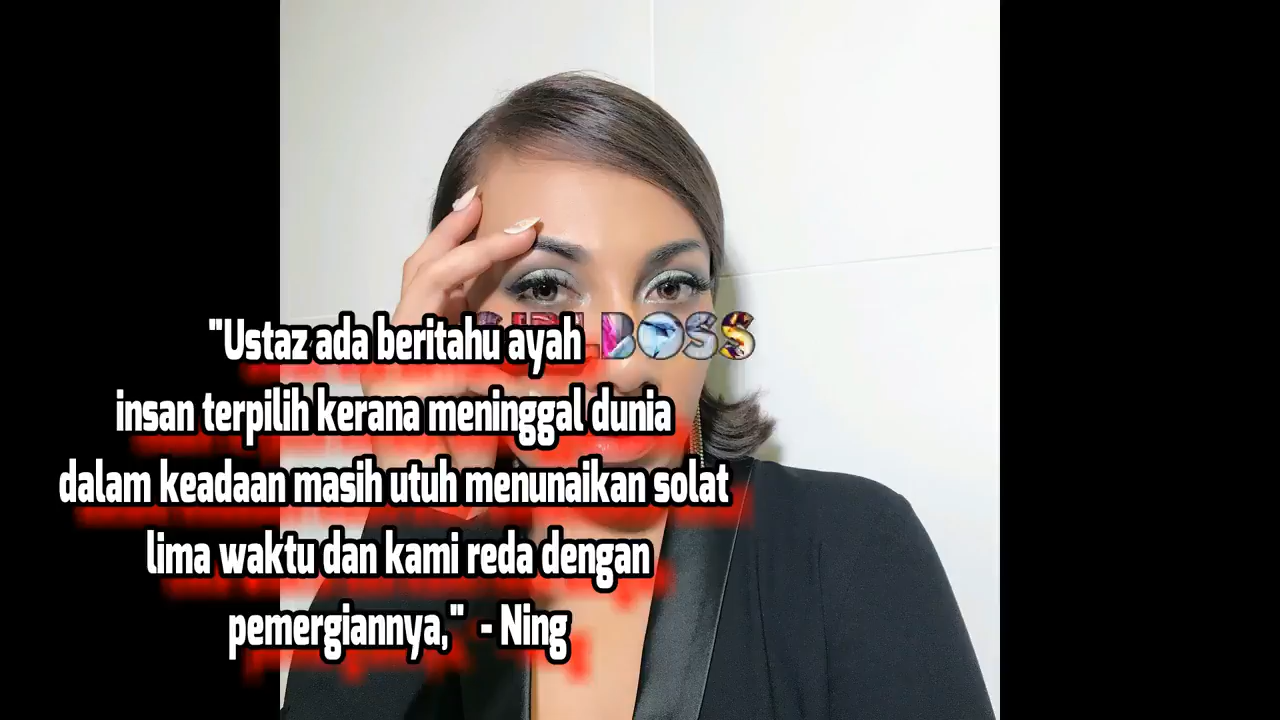 "Ustaz ada beritahu ayah
insan terpilih kerana meninggal dunia
dalam keadaan masih utuh menunaikan solat
lima waktu dan kami reda dengan
pemergiannya," - Ning
BOSS